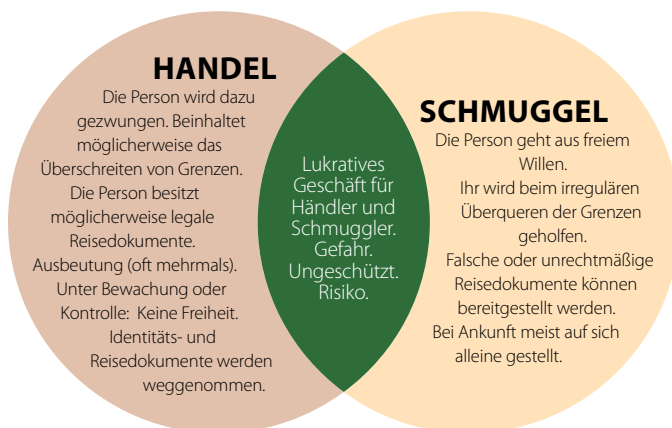 HANDEL
Die Person wird dazu
gezwungen. Beinhaltet
möglicherweise das
Überschreiten von Grenzen.
Die Person besitzt
möglicherweise legale
Reisedokumente.
Ausbeutung (oft mehrmals).
Unter Bewachung oder
Kontrolle: Keine Freiheit.
Identitäts- und
Reisedokumente werden
weggenommen.
Lukratives
Geschäft für
Händler und
Schmuggler.
Gefahr.
Ungeschützt.
Risiko.
SCHMUGGEL
Die Person geht aus freiem
Willen.
Ihr wird beim irregulären
Überqueren der Grenzen
geholfen.
Falsche oder unrechtmäßige
Reisedokumente können
bereitgestellt werden.
Bei Ankunft meist auf sich
alleine gestellt.